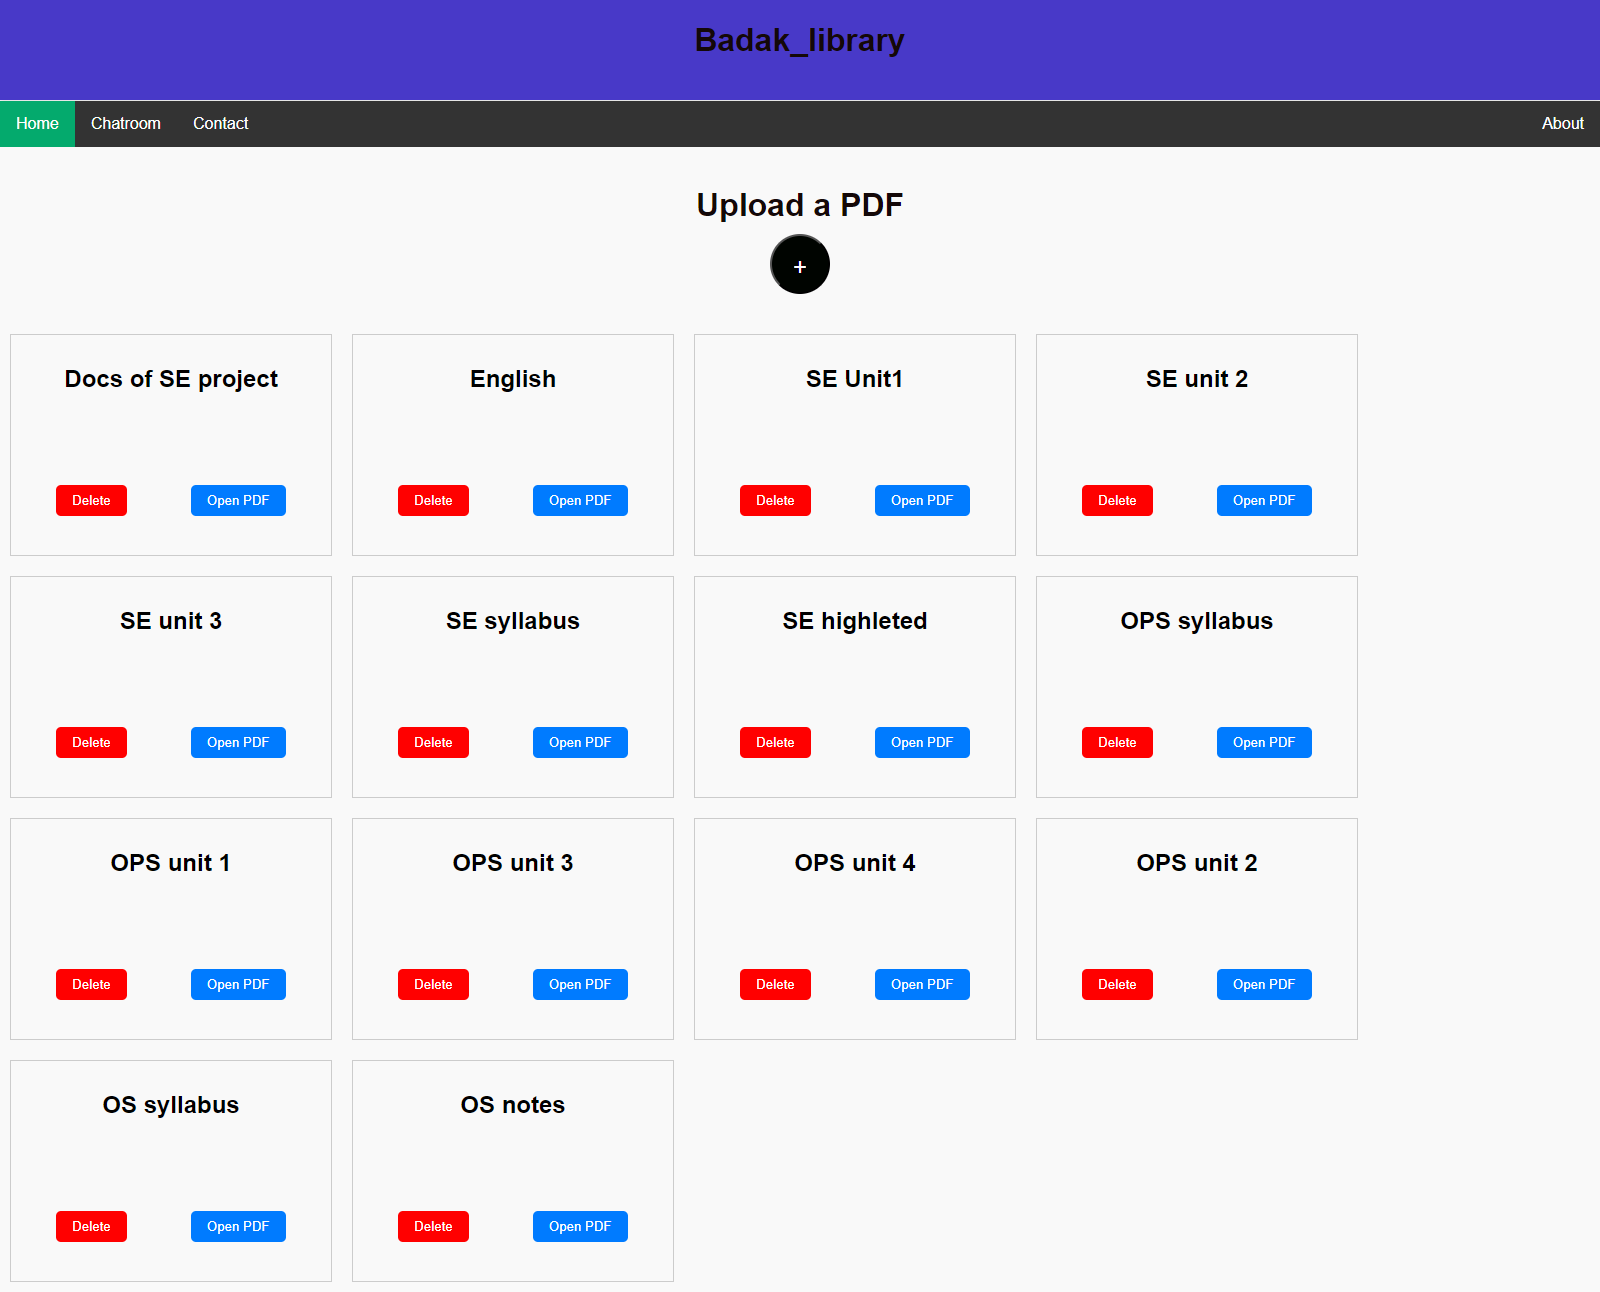 Badak_library
Home Chatroom Contact About
Upload a PDF
+
Docs of SE project English SE Unit1 SE unit 2
Delete Open PDF Delete Open PDF Delete Open PDF Delete Open PDF
SE unit 3 SE syllabus SE highleted OPS syllabus
Delete Open PDF Delete Open PDF Delete Open PDF Delete Open PDF
OPS unit 1 OPS unit 3 OPS unit 4 OPS unit 2
Delete Open PDF Delete Open PDF Delete Open PDF Delete Open PDF
OS syllabus OS notes
Delete Open PDF Delete Open PDF